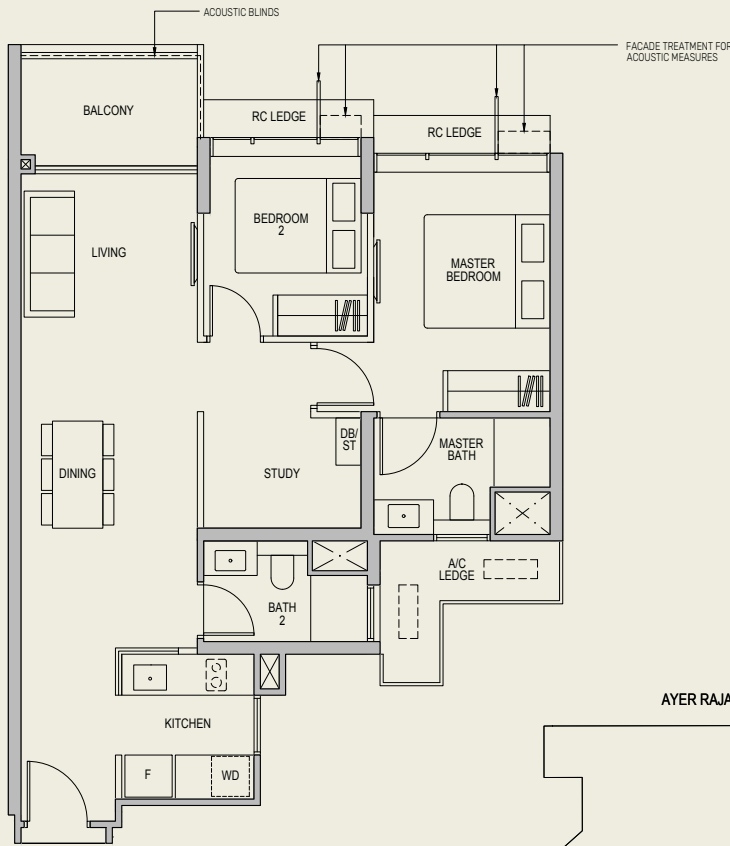 ACOUSTIC BLINDS
FACADE TREATMENT FOR
ACOUSTIC MEASURES
BALCONY
RC LEDGE
RC LEDGE
LIVING
BEDROOM
2
MASTER
BEDROOM
DB/
ST
MASTER
BATH
DINING
STUDY
A/C
LEDGE
BATH
2
KITCHEN
F
WD
AYER RAJA